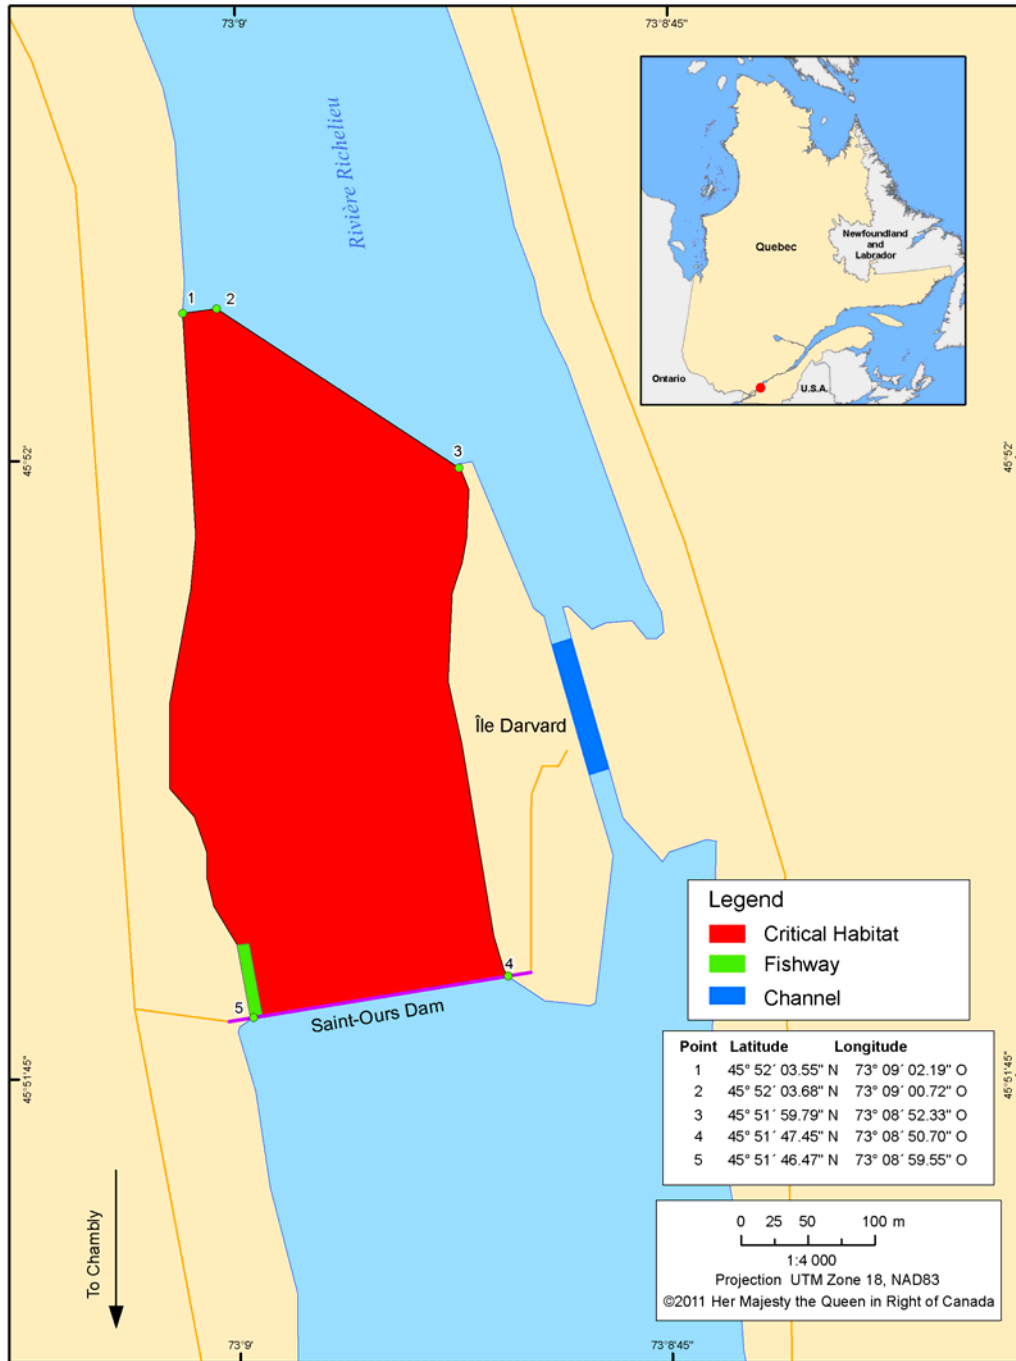 73°9'
73°8'45"
Rivière Richelieu
Quebec
Newfoundland
and
Labrador
Ontario
U.S.A.
1
2
3
45°52'
45°52'
Île Darvard
Legend
Critical Habitat
Fishway
Channel
4
5
Saint-Ours Dam
Point Latitude Longitude
1 45° 52´ 03.55" N 73° 09´ 02.19" O
2 45° 52´ 03.68" N 73° 09´ 00.72" O
3 45° 51´ 59.79" N 73° 08´ 52.33" O
4 45° 51´ 47.45" N 73° 08´ 50.70" O
5 45° 51´ 46.47" N 73° 08´ 59.55" O
45°51'45"
45°51'45"
To Chambly
0 25 50 100 m
1:4 000
Projection UTM Zone 18, NAD83
©2011 Her Majesty the Queen in Right of Canada
73°9'
73°8'45"